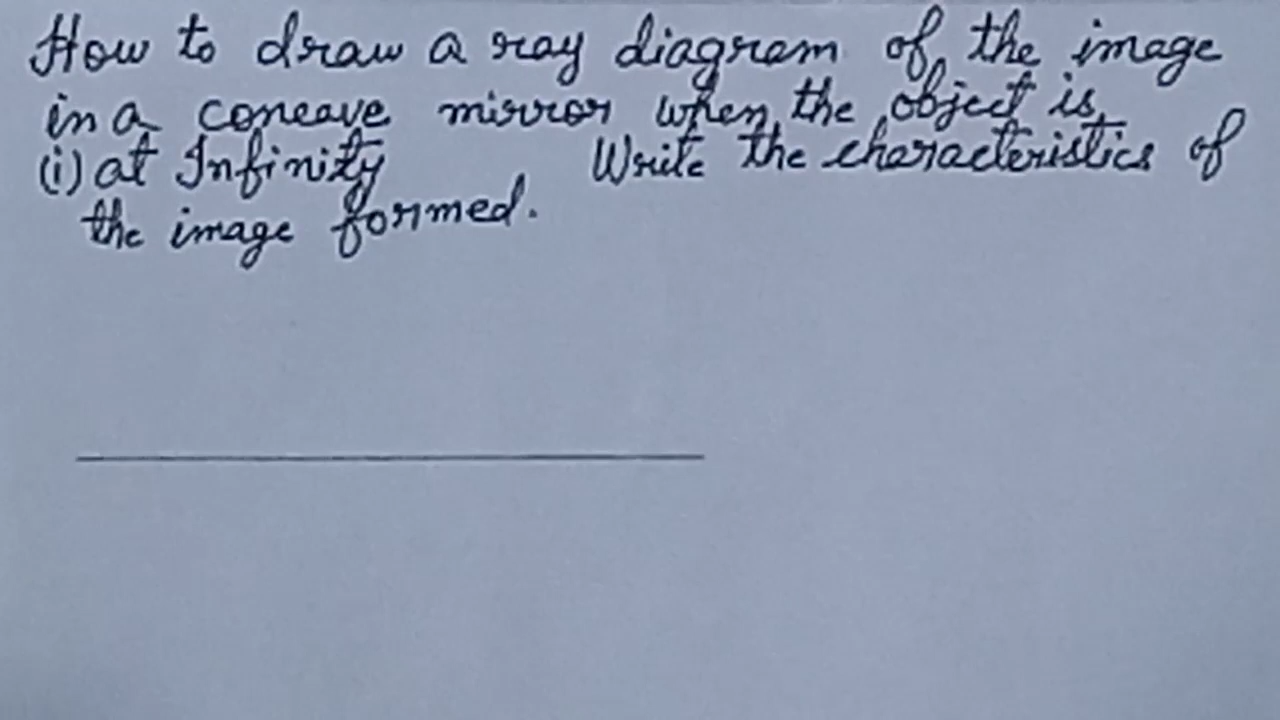 How to draw a ray diagram of the image
in a concave mirror when the object is
(i) at Infinity Write the characteristics of
the image formed.